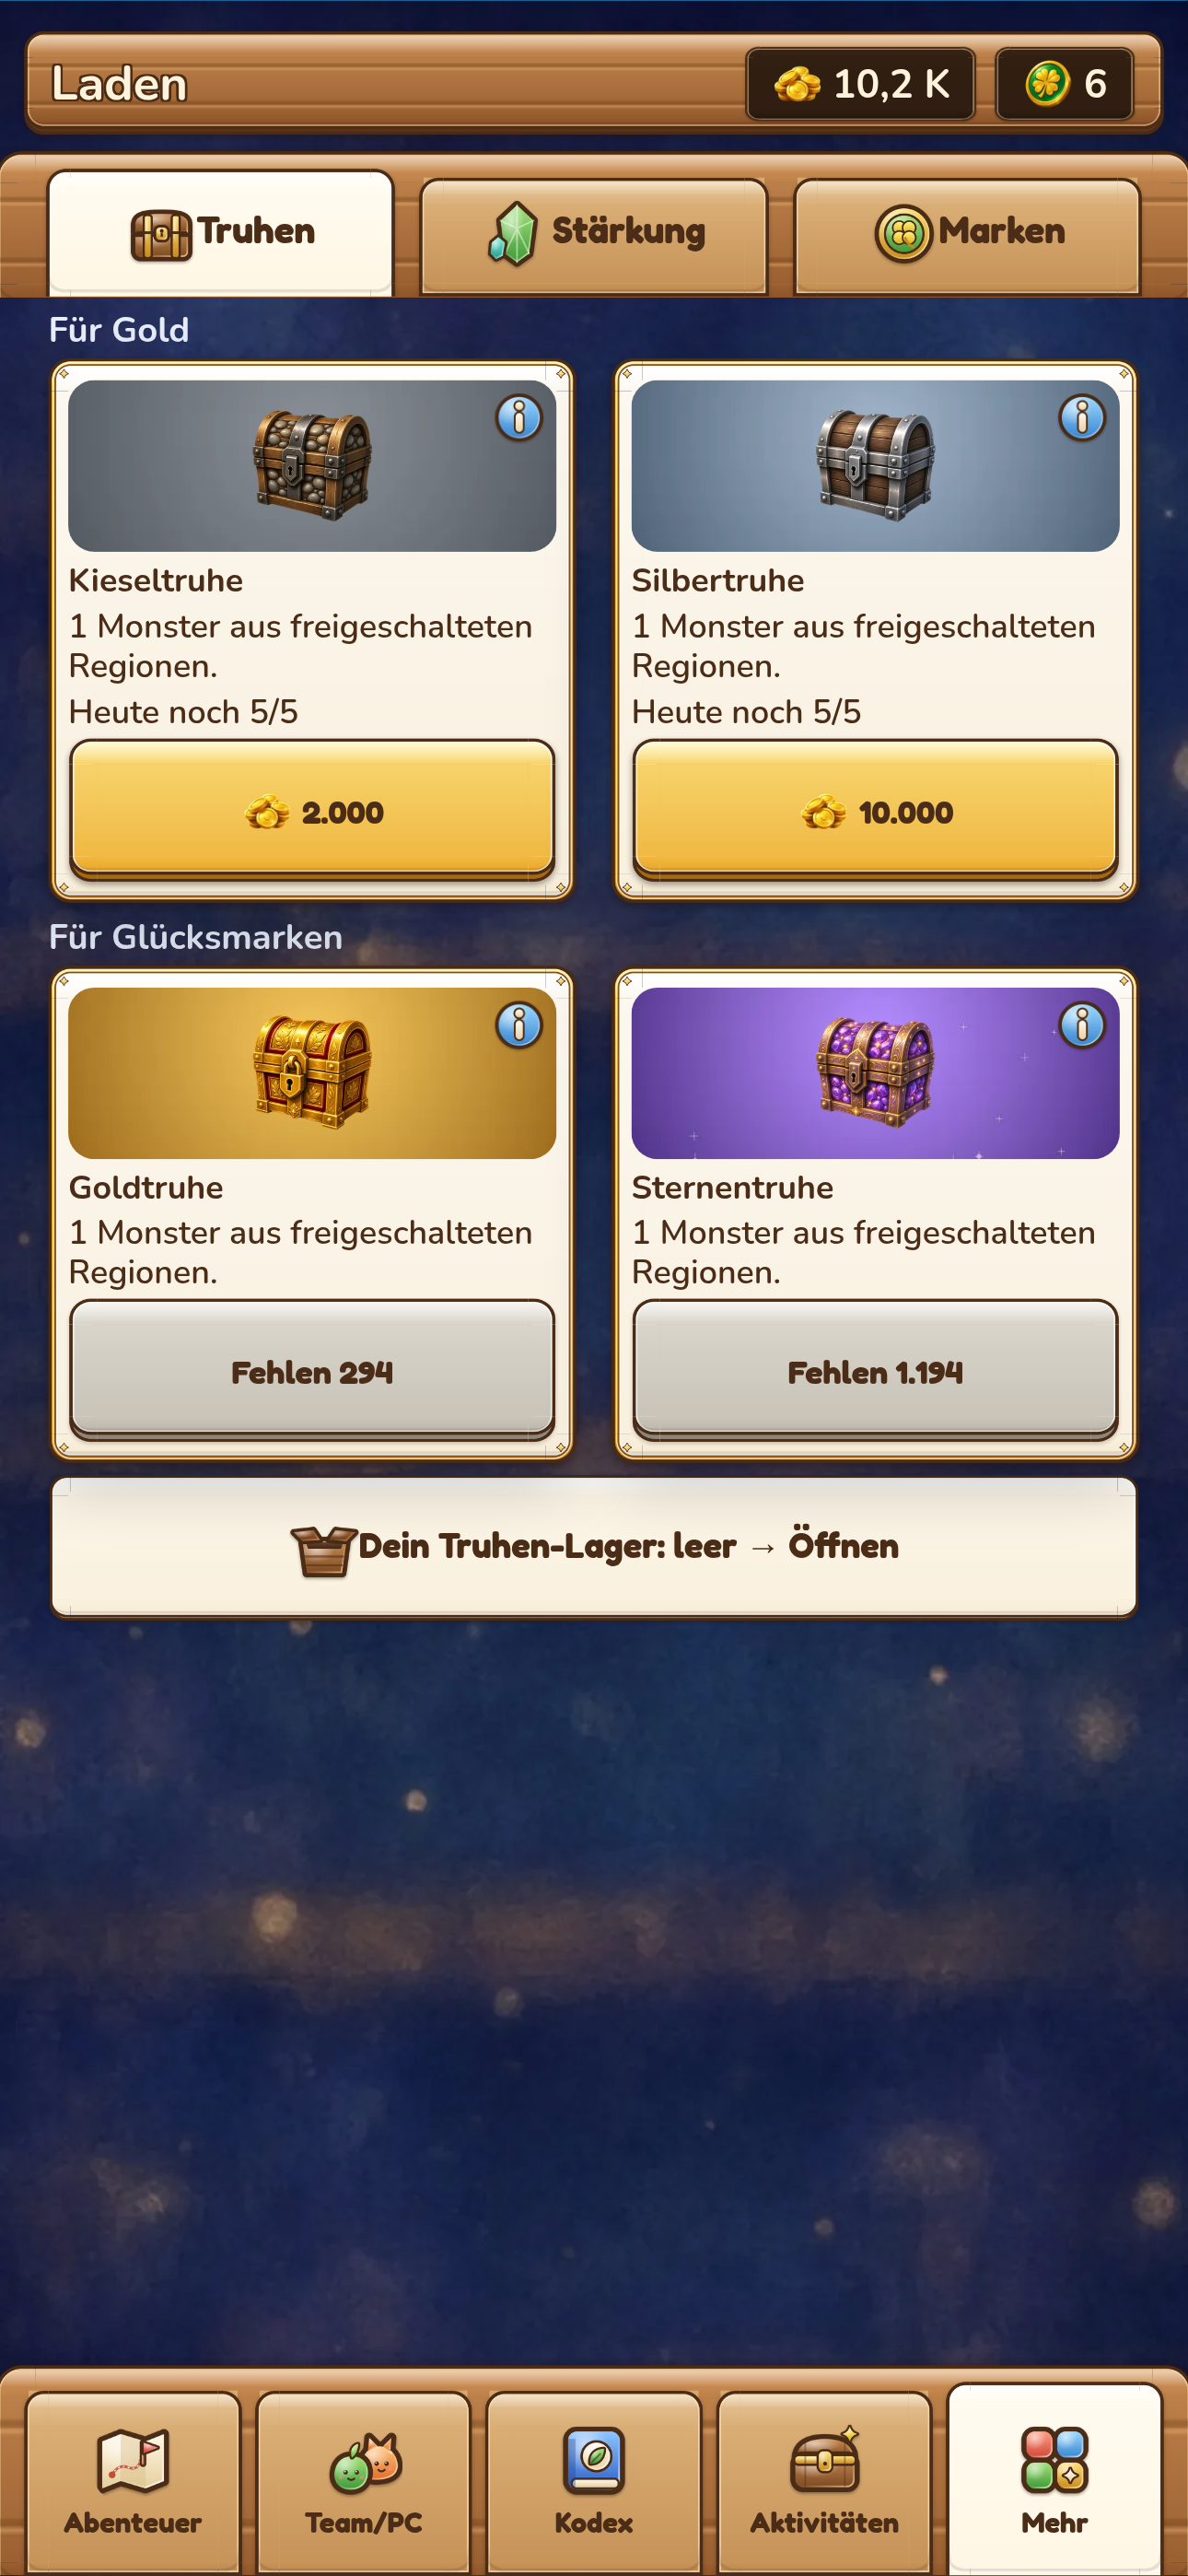 Laden
10,2 K
6
Truhen
Stärkung
Marken
Für Gold
Kieseltruhe
1 Monster aus freigeschalteten
Regionen.
Heute noch 5/5
2.000
Silbertruhe
1 Monster aus freigeschalteten
Regionen.
Heute noch 5/5
10.000
Für Glücksmarken
Goldtruhe
1 Monster aus freigeschalteten
Regionen.
Fehlen 294
Sternentruhe
1 Monster aus freigeschalteten
Regionen.
Fehlen 1.194
Dein Truhen-Lager: leer → Öffnen
Abenteuer
Team/PC
Kodex
Aktivitäten
Mehr